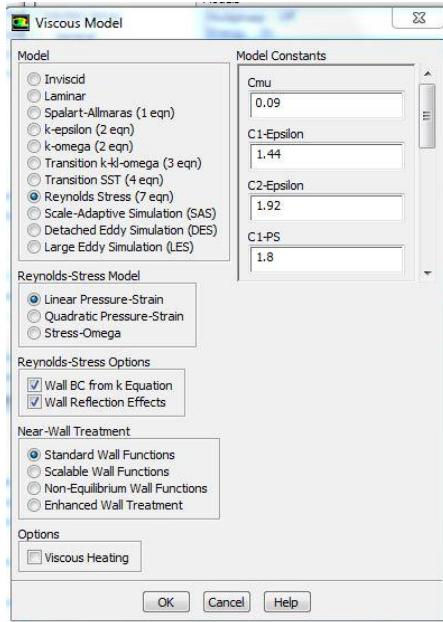 Viscous Model
Model
Inviscid
Laminar
Spalart-Allmaras (1 eqn)
k-epsilon (2 eqn)
k-omega (2 eqn)
Transition k-kl-omega (3 eqn)
Transition SST (4 eqn)
Reynolds Stress (7 eqn)
Scale-Adaptive Simulation (SAS)
Detached Eddy Simulation (DES)
Large Eddy Simulation (LES)
Reynolds-Stress Model
Linear Pressure-Strain
Quadratic Pressure-Strain
Stress-Omega
Reynolds-Stress Options
Wall BC from k Equation
Wall Reflection Effects
Near-Wall Treatment
Standard Wall Functions
Scalable Wall Functions
Non-Equilibrium Wall Functions
Enhanced Wall Treatment
Options
Viscous Heating
Model Constants
Cmu
0.09
C1-Epsilon
1.44
C2-Epsilon
1.92
C1-PS
1.8
OK Cancel Help